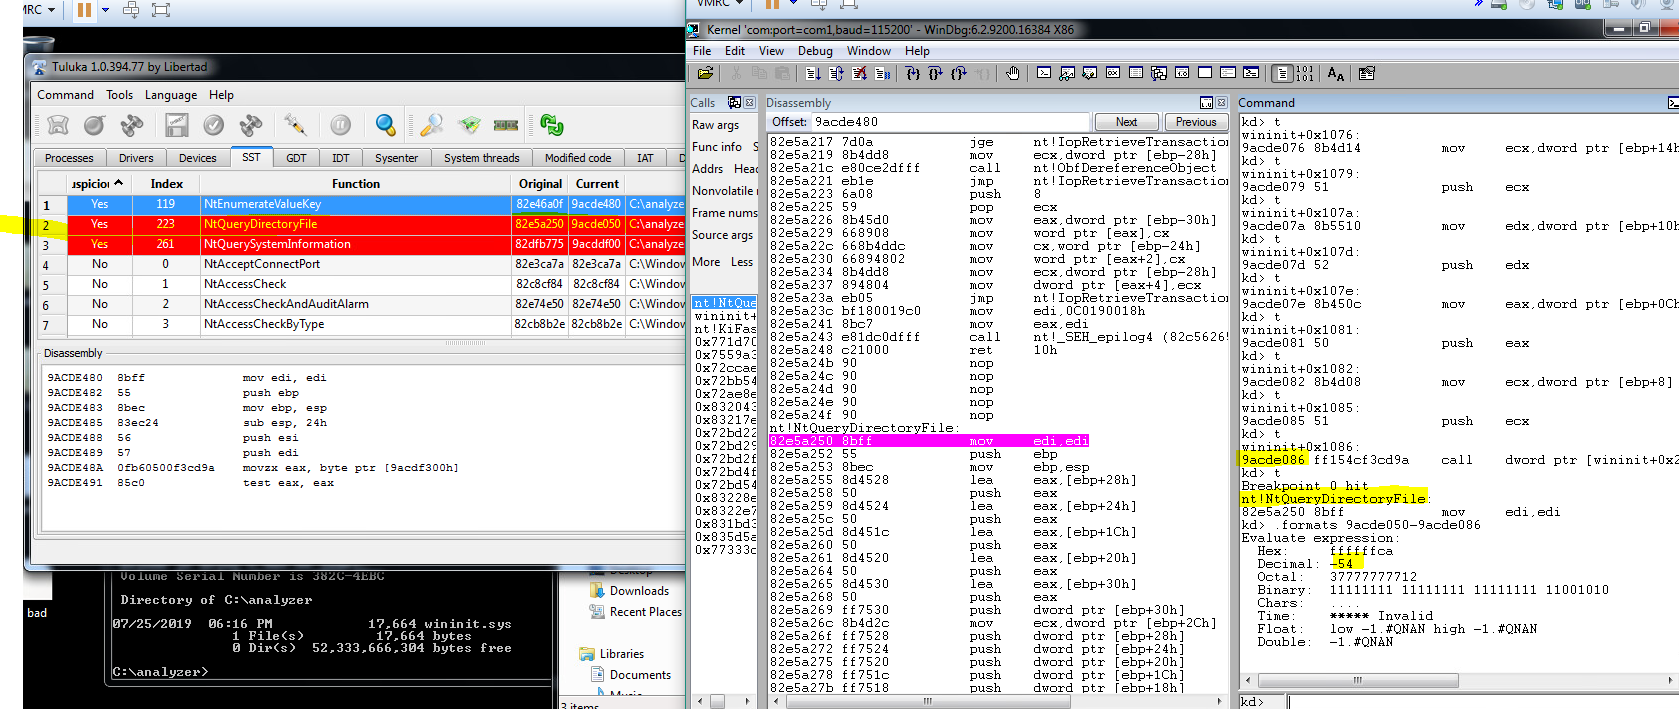 VMRC
Tuluka 1.0.394.77 by Libertad
Command Tools Language Help
Processes Drivers Devices SST GDT IDT Sysenter System threads Modified code IAT D
uspiciou Index Function Original Current
1 Yes 119 NtEnumerateValueKey 82e46a0f 9acde480 C:\analyze
2 Yes 223 NtQueryDirectoryFile 82e5a250 9acde050 C:\analyze
3 Yes 261 NtQuerySystemInformation 82dfb775 9acddf00 C:\analyze
4 No 0 NtAcceptConnectPort 82e3ca7a 82e3ca7a C:\Window
5 No 1 NtAccessCheck 82c8cf84 82c8cf84 C:\Window
6 No 2 NtAccessCheckAndAuditAlarm 82e74e50 82e74e50 C:\Window
7 No 3 NtAccessCheckByType 82cb8b2e 82cb8b2e C:\Window
Disassembly
9ACDE480 8bff mov edi, edi
9ACDE482 55 push ebp
9ACDE483 8bec mov ebp, esp
9ACDE485 83ec24 sub esp, 24h
9ACDE488 56 push esi
9ACDE489 57 push edi
9ACDE48A 0fb60500f3cd9a movzx eax, byte ptr [9acdf300h]
9ACDE491 85c0 test eax, eax
Volume Serial Number is 382C-4EBC
Directory of C:\analyzer
07/25/2019 06:16 PM 17,664 wininit.sys
1 File(s) 17,664 bytes
0 Dir(s) 52,333,666,304 bytes free
C:\analyzer>
bad
Desktop
Downloads
Recent Places
Libraries
Documents
Music
3 items
VMRC
Kernel 'com:port=com1,baud=115200' - WinDbg:6.2.9200.16384 X86
File Edit View Debug Window Help
Calls
Raw args
Func info S
Addrs Head
Nonvolatile r
Frame nums
Source args
More Less
nt!NtQue
wininit+
nt!KiFas
0x771d70
0x7559a3
0x72ccae
0x72bb54
0x72ae8e
0x832043
0x83217e
0x72bd22
0x72bd29
0x72bd2f
0x72bd4f
0x72bd54
0x83228e
0x8322e7
0x831bd3
0x835d5a
0x77333c
Disassembly
Offset: 9acde480 Next Previous
82e5a217 7d0a jge nt!IopRetrieveTransaction
82e5a219 8b4dd8 mov ecx,dword ptr [ebp-28h]
82e5a21c e80ce2dfff call nt!ObfDereferenceObject
82e5a221 eb1e jmp nt!IopRetrieveTransaction
82e5a223 6a08 push 8
82e5a225 59 pop ecx
82e5a226 8b45d0 mov eax,dword ptr [ebp-30h]
82e5a229 668908 mov word ptr [eax],cx
82e5a22c 668b4ddc mov cx,word ptr [ebp-24h]
82e5a230 66894802 mov word ptr [eax+2],cx
82e5a234 8b4dd8 mov ecx,dword ptr [ebp-28h]
82e5a237 894804 mov dword ptr [eax+4],ecx
82e5a23a eb05 jmp nt!IopRetrieveTransaction
82e5a23c bf180019c0 mov edi,0C0190018h
82e5a241 8bc7 mov eax,edi
82e5a243 e81dc0dfff call nt!_SEH_epilog4 (82c56265
82e5a248 c21000 ret 10h
82e5a24b 90 nop
82e5a24c 90 nop
82e5a24d 90 nop
82e5a24e 90 nop
82e5a24f 90 nop
nt!NtQueryDirectoryFile:
82e5a250 8bff mov edi,edi
82e5a252 55 push ebp
82e5a253 8bec mov ebp,esp
82e5a255 8d4528 lea eax,[ebp+28h]
82e5a258 50 push eax
82e5a259 8d4524 lea eax,[ebp+24h]
82e5a25c 50 push eax
82e5a25d 8d451c lea eax,[ebp+1Ch]
82e5a260 50 push eax
82e5a261 8d4520 lea eax,[ebp+20h]
82e5a264 50 push eax
82e5a265 8d4530 lea eax,[ebp+30h]
82e5a268 50 push eax
82e5a269 ff7530 push dword ptr [ebp+30h]
82e5a26c 8b4d2c mov ecx,dword ptr [ebp+2Ch]
82e5a26f ff7528 push dword ptr [ebp+28h]
82e5a272 ff7524 push dword ptr [ebp+24h]
82e5a275 ff7520 push dword ptr [ebp+20h]
82e5a278 ff751c push dword ptr [ebp+1Ch]
82e5a27b ff7518 push dword ptr [ebp+18h]
Command
kd> t
wininit+0x1076:
9acde076 8b4d14 mov ecx,dword ptr [ebp+14h
kd> t
wininit+0x1079:
9acde079 51 push ecx
kd> t
wininit+0x107a:
9acde07a 8b5510 mov edx,dword ptr [ebp+10h
kd> t
wininit+0x107d:
9acde07d 52 push edx
kd> t
wininit+0x107e:
9acde07e 8b450c mov eax,dword ptr [ebp+0Ch
kd> t
wininit+0x1081:
9acde081 50 push eax
kd> t
wininit+0x1082:
9acde082 8b4d08 mov ecx,dword ptr [ebp+8]
kd> t
wininit+0x1085:
9acde085 51 push ecx
kd> t
wininit+0x1086:
9acde086 ff154cf3cd9a call dword ptr [wininit+0x2
kd> t
Breakpoint 0 hit
nt!NtQueryDirectoryFile:
82e5a250 8bff mov edi,edi
kd> .formats 9acde050-9acde086
Evaluate expression:
Hex: ffffffca
Decimal: -54
Octal: 37777777712
Binary: 11111111 11111111 11111111 11001010
Chars: ....
Time: ***** Invalid
Float: low -1.#QNAN high -1.#QNAN
Double: -1.#QNAN
kd>